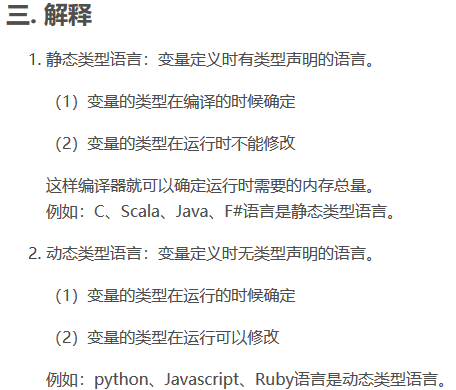 三. 解释
1. 静态类型语言：变量定义时有类型声明的语言。
（1）变量的类型在编译的时候确定
（2）变量的类型在运行时不能修改
这样编译器就可以确定运行时需要的内存总量。
例如：C、Scala、Java、F#语言是静态类型语言。
2. 动态类型语言：变量定义时无类型声明的语言。
（1）变量的类型在运行的时候确定
（2）变量的类型在运行可以修改
例如：python、Javascript、Ruby语言是动态类型语言。